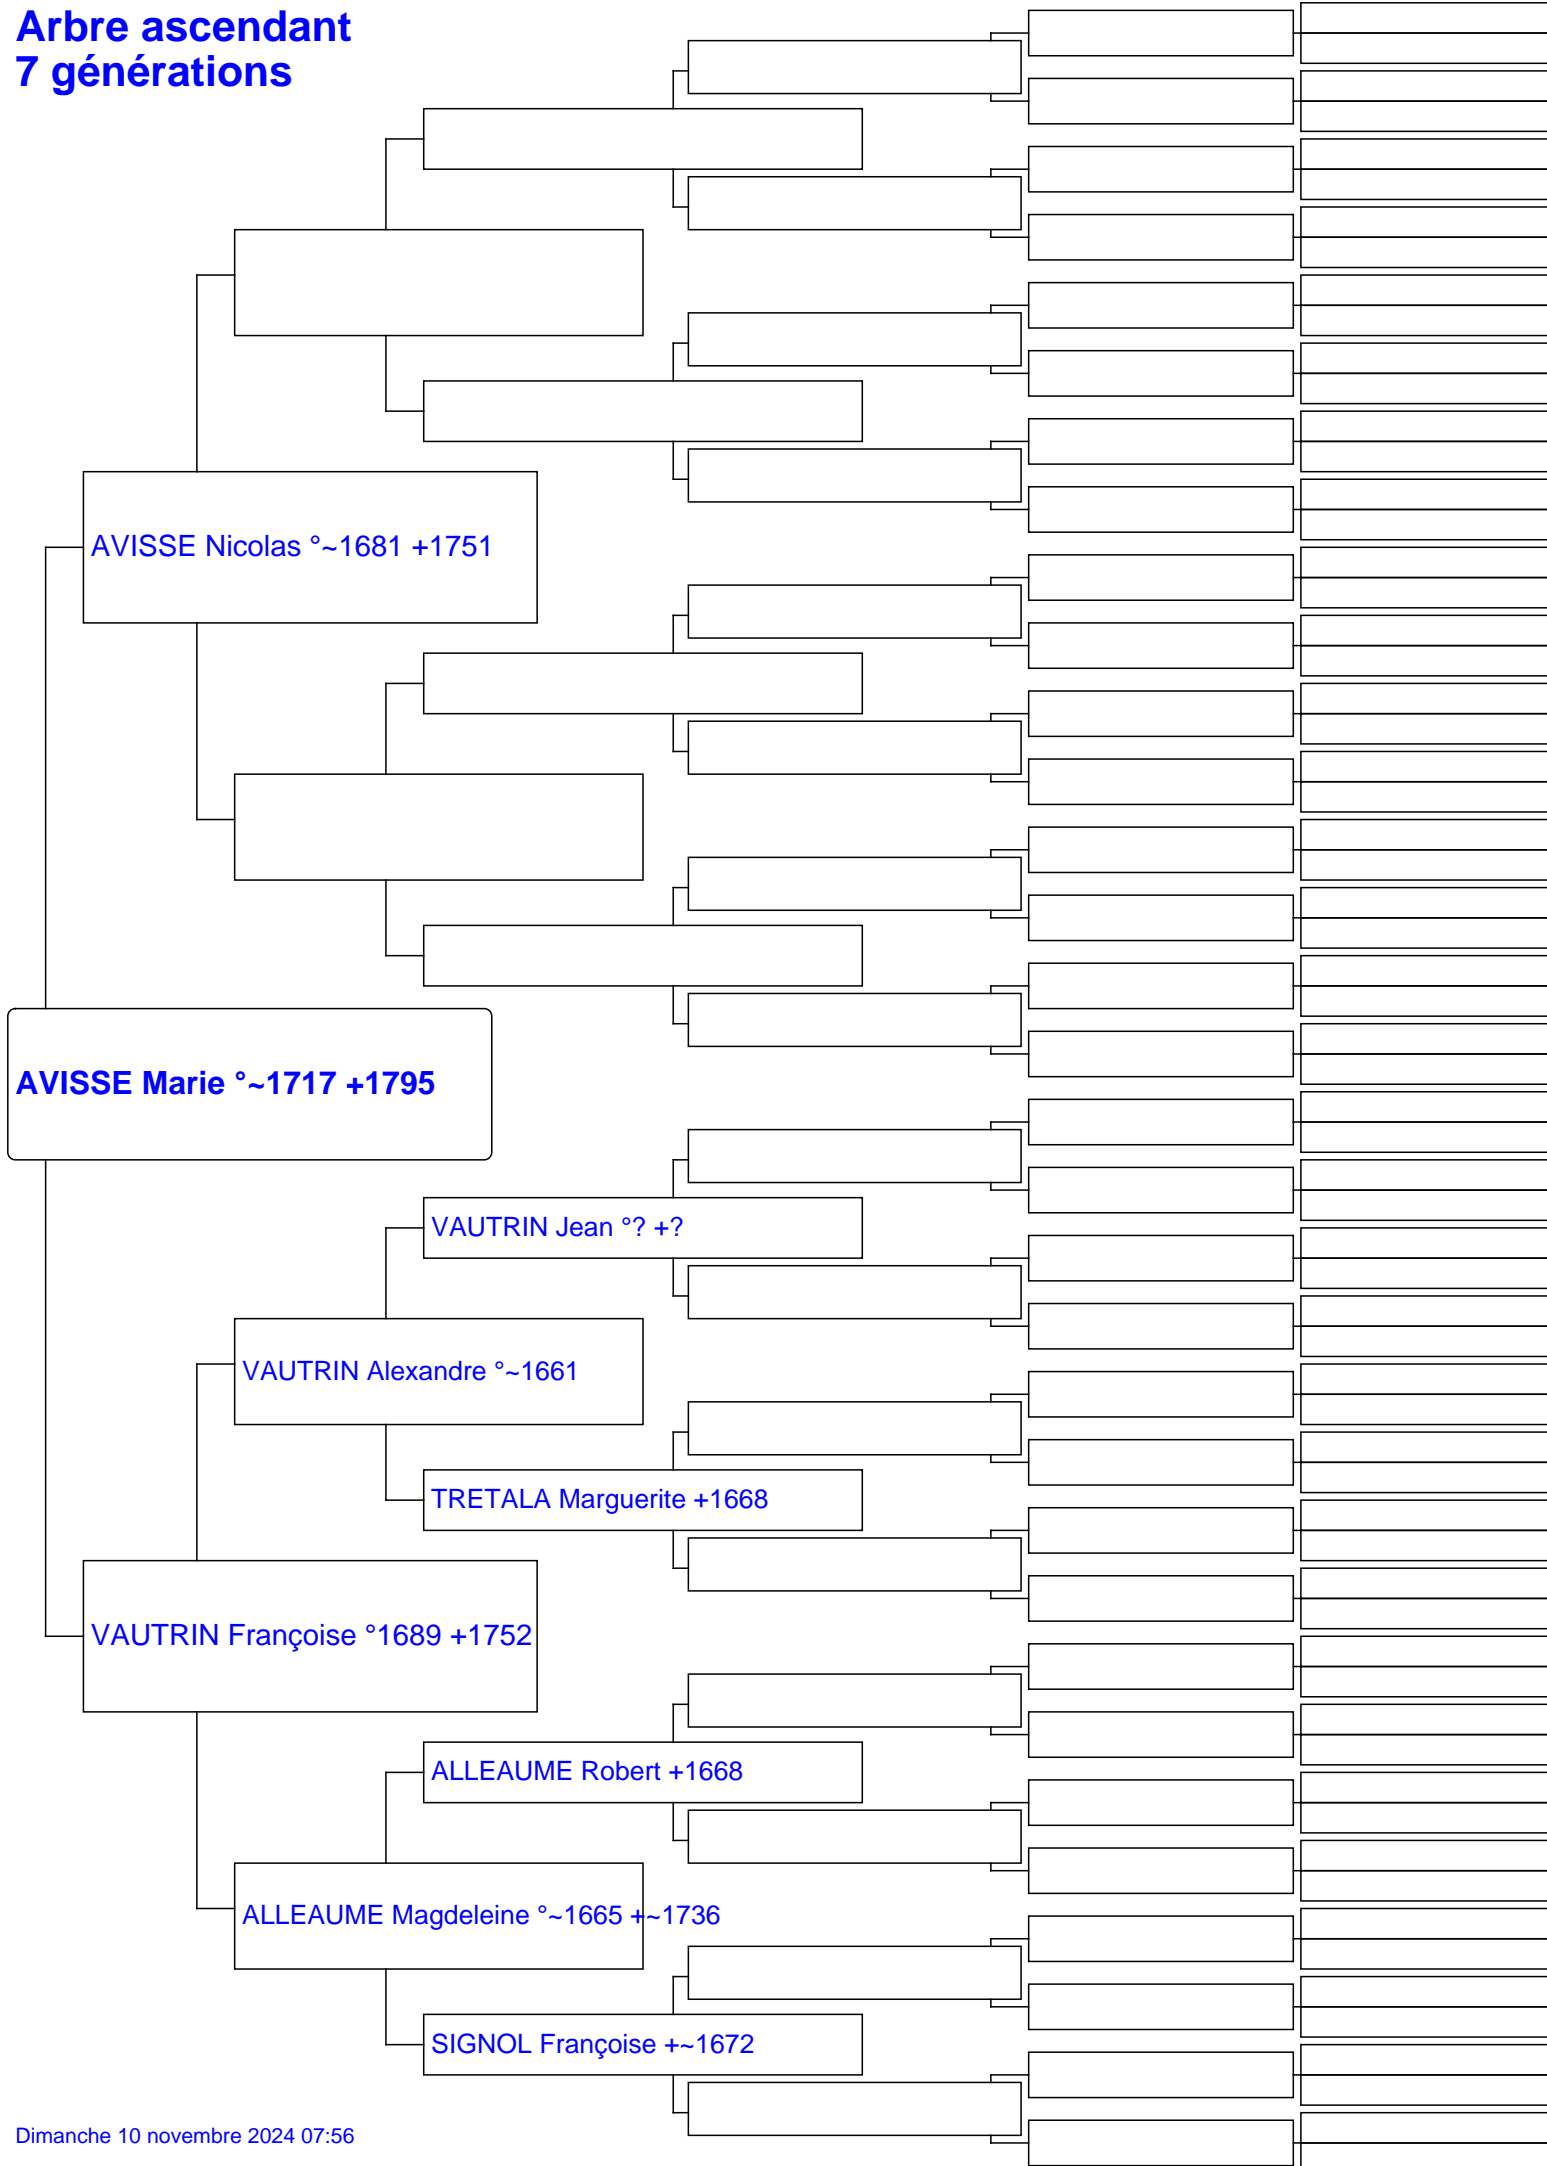 Arbre ascendant
7 générations
AVISSE Nicolas °~1681 +1751
AVISSE Marie °~1717 +1795
VAUTRIN Jean °? +?
VAUTRIN Alexandre °~1661
TRETALA Marguerite +1668
VAUTRIN Françoise °1689 +1752
ALLEAUME Robert +1668
ALLEAUME Magdeleine °~1665 +~1736
SIGNOL Françoise +~1672
Dimanche 10 novembre 2024 07:56